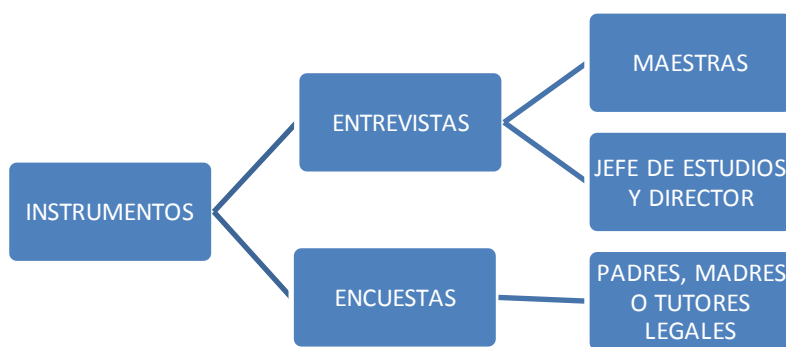 INSTRUMENTOS
ENTREVISTAS
MAESTRAS
JEFE DE ESTUDIOS
Y DIRECTOR
ENCUESTAS
PADRES, MADRES
O TUTORES
LEGALES